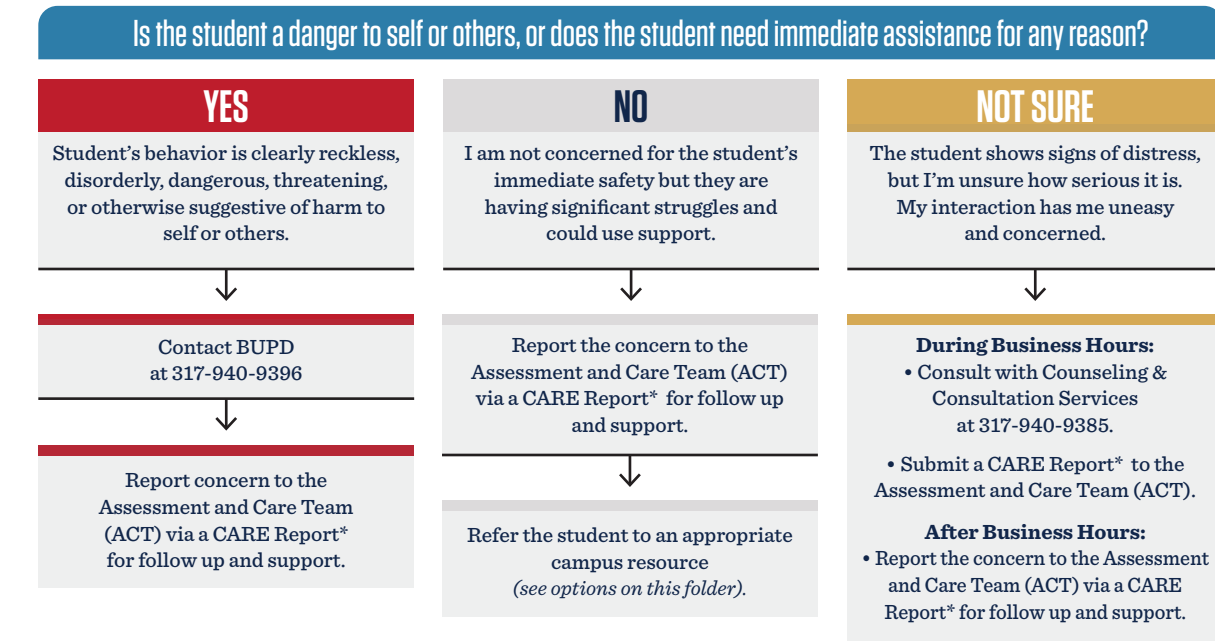 Is the student a danger to self or others, or does the student need immediate assistance for any reason?
YES
Student's behavior is clearly reckless,
disorderly, dangerous, threatening,
or otherwise suggestive of harm to
self or others.
Contact BUPD
at 317-940-9396
Report concern to the
Assessment and Care Team
(ACT) via a CARE Report*
for follow up and support.
NO
I am not concerned for the student's
immediate safety but they are
having significant struggles and
could use support.
Report the concern to the
Assessment and Care Team (ACT)
via a CARE Report* for follow up
and support.
Refer the student to an appropriate
campus resource
(see options on this folder).
NOT SURE
The student shows signs of distress,
but I'm unsure how serious it is.
My interaction has me uneasy
and concerned.
During Business Hours:
• Consult with Counseling &
Consultation Services
at 317-940-9385.
• Submit a CARE Report* to the
Assessment and Care Team (ACT).
After Business Hours:
• Report the concern to the Assessment
and Care Team (ACT) via a CARE
Report* for follow up and support.